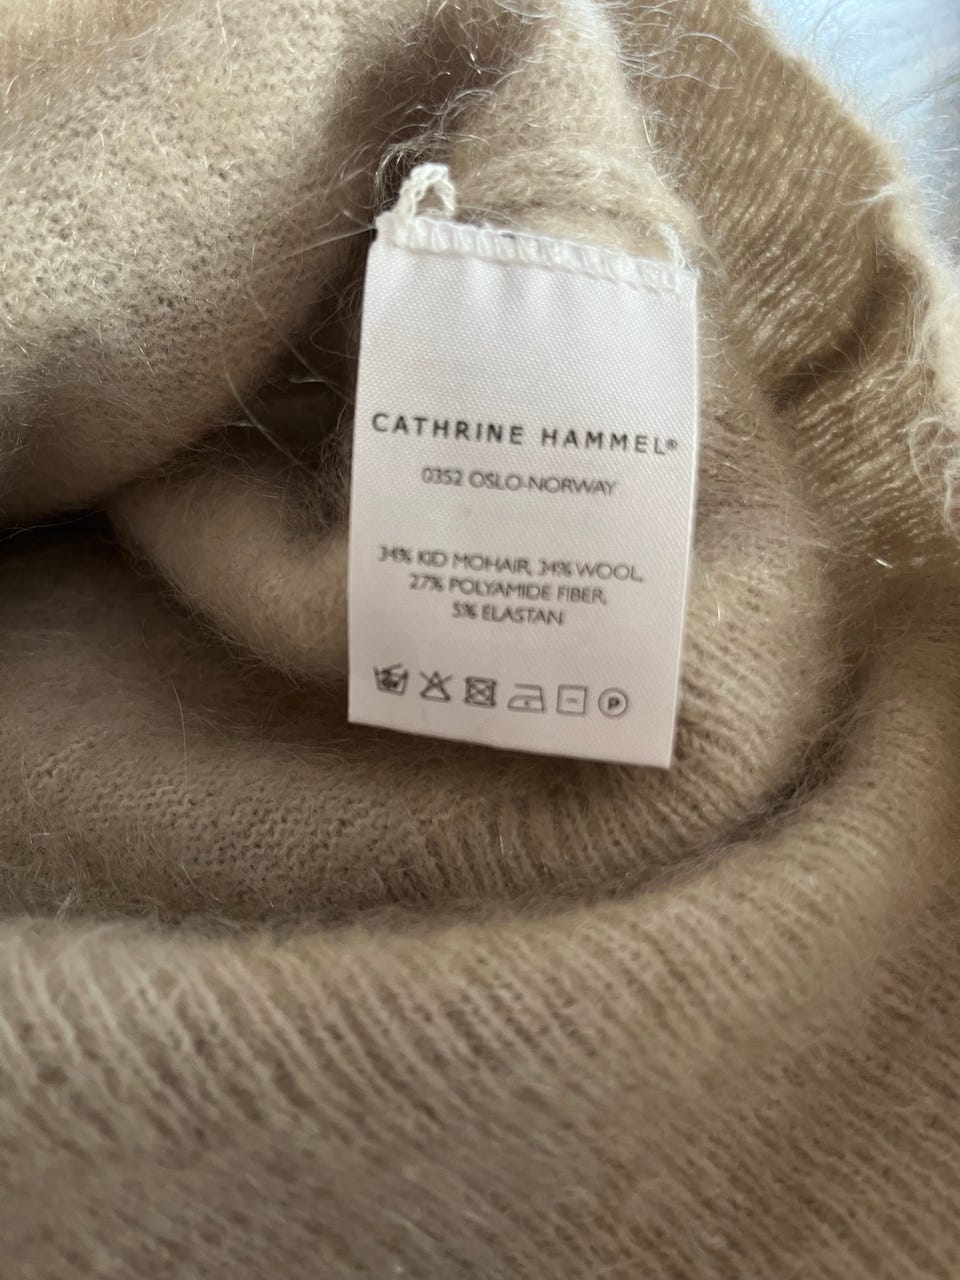 CATHRINE HAMMEL®
0352 OSLO-NORWAY
34% KID MOHAIR, 34% WOOL,
27% POLYAMIDE FIBER,
5% ELASTAN
P